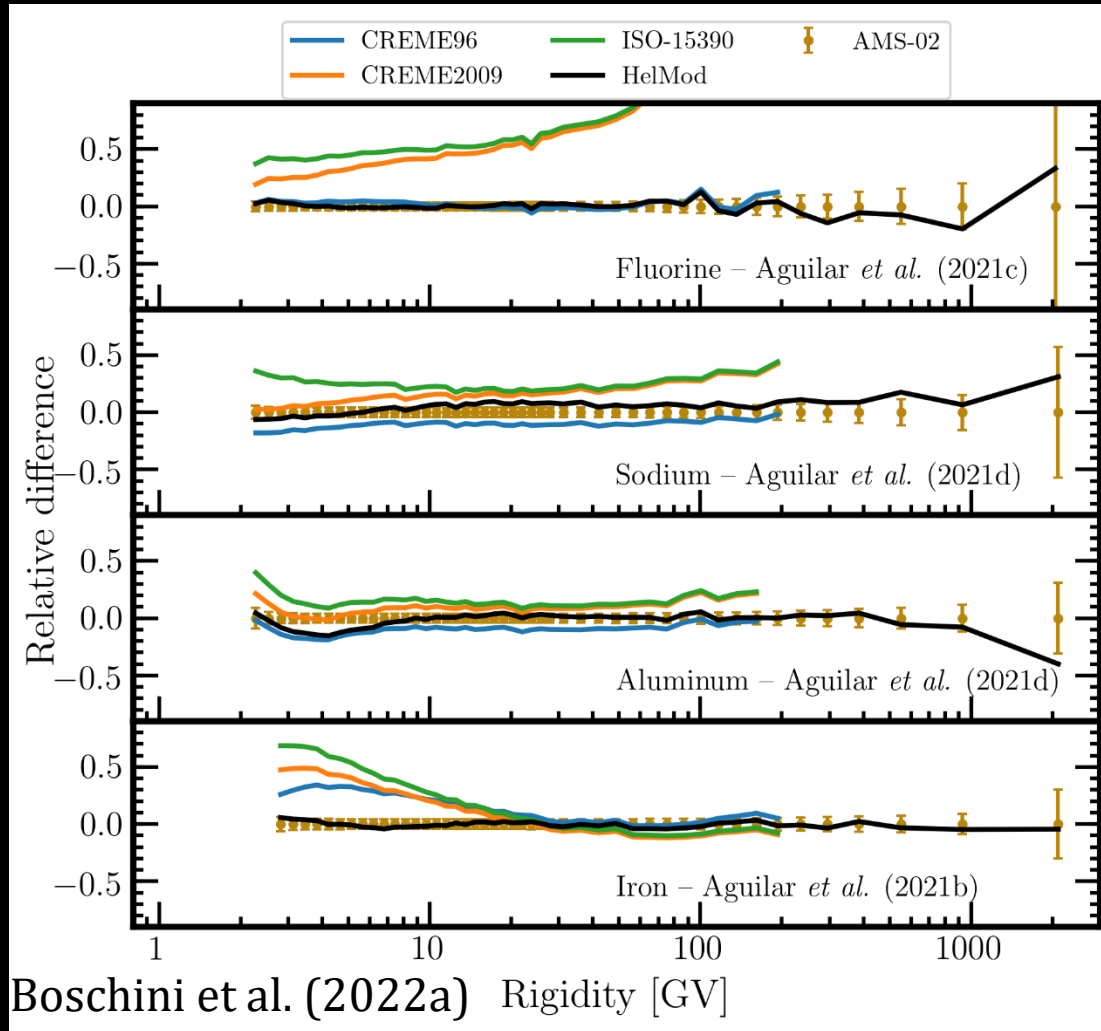 CREME96 ISO-15390 AMS-02
CREME2009 HelMod
0.5
0.0
−0.5
Fluorine – Aguilar et al. (2021c)
0.5
0.0
−0.5
Sodium – Aguilar et al. (2021d)
0.5
0.0
−0.5
Aluminum – Aguilar et al. (2021d)
0.5
0.0
−0.5
Iron – Aguilar et al. (2021b)
Relative difference
1 10 100 1000
Boschini et al. (2022a) Rigidity [GV]